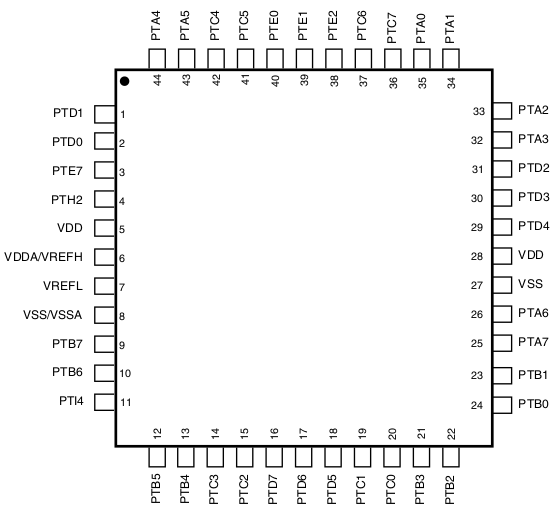 PTA4 PTA5 PTC4 PTC5 PTE0 PTE1 PTE2 PTC6 PTC7 PTA0 PTA1
44 43 42 41 40 39 38 37 36 35 34
PTD1 1 33 PTA2
PTD0 2 32 PTA3
PTE7 3 31 PTD2
PTH2 4 30 PTD3
VDD 5 29 PTD4
VDDA/VREFH 6 28 VDD
VREFL 7 27 VSS
VSS/VSSA 8 26 PTA6
PTB7 9 25 PTA7
PTB6 10 23 PTB1
PTI4 11 24 PTB0
12 13 14 15 16 17 18 19 20 21 22
PTB5 PTB4 PTC3 PTC2 PTD7 PTD6 PTD5 PTC1 PTC0 PTB3 PTB2